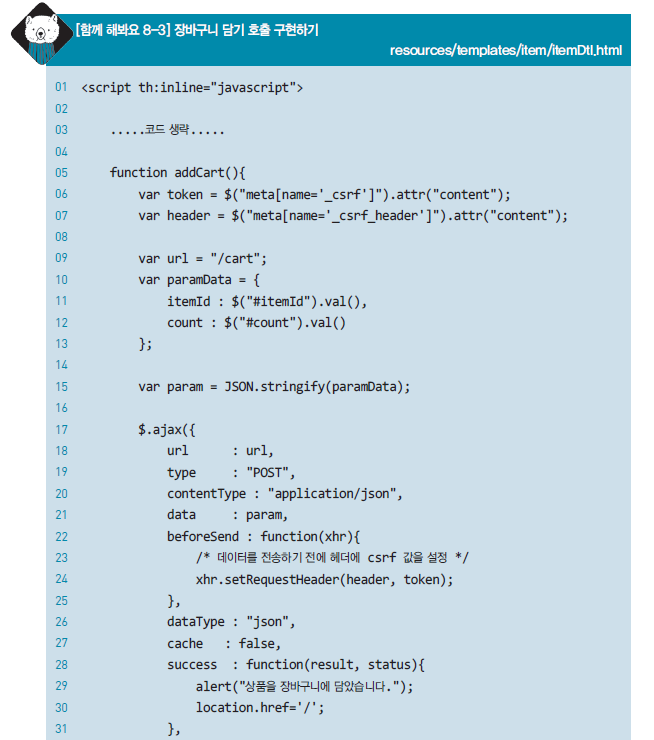 [함께 해봐요 8-3] 장바구니 담기 호출 구현하기
resources/templates/item/itemDtl.html
01 <script th:inline="javascript">
02
03     .....코드 생략.....
04
05     function addCart(){
06         var token = $("meta[name='_csrf']").attr("content");
07         var header = $("meta[name='_csrf_header']").attr("content");
08
09         var url = "/cart";
10         var paramData = {
11             itemId : $("#itemId").val(),
12             count : $("#count").val()
13         };
14
15         var param = JSON.stringify(paramData);
16
17         $.ajax({
18             url      : url,
19             type     : "POST",
20             contentType : "application/json",
21             data     : param,
22             beforeSend : function(xhr){
23                 /* 데이터를 전송하기 전에 헤더에 csrf 값을 설정 */
24                 xhr.setRequestHeader(header, token);
25             },
26             dataType : "json",
27             cache   : false,
28             success  : function(result, status){
29                 alert("상품을 장바구니에 담았습니다.");
30                 location.href='/';
31             },